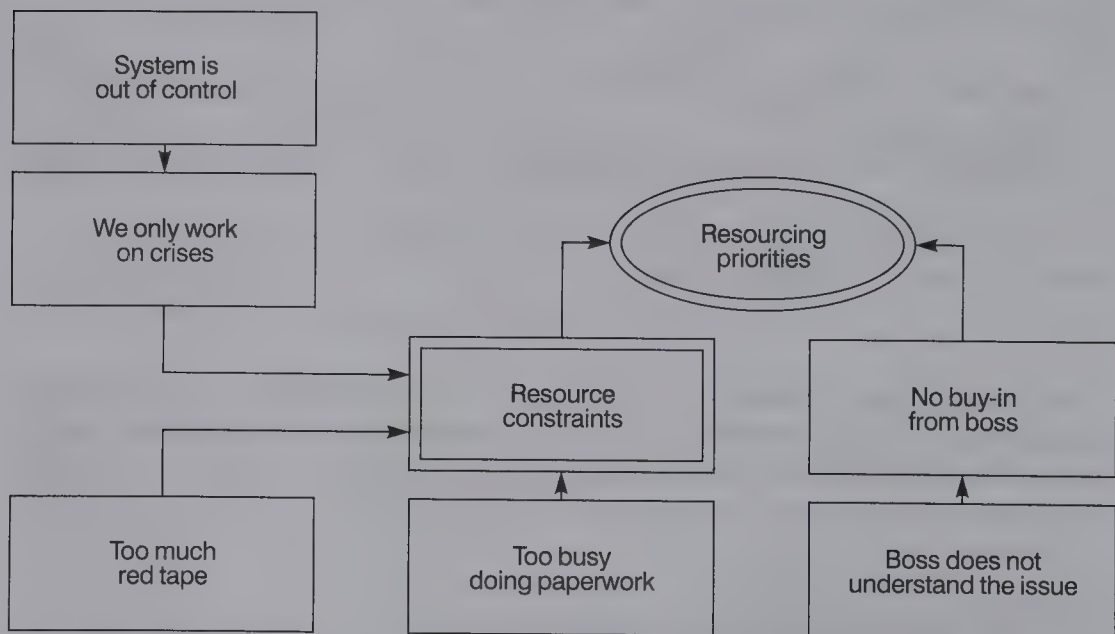 System is
out of control
We only work
on crises
Resourcing
priorities
Resource
constraints
No buy-in
from boss
Too much
red tape
Too busy
doing paperwork
Boss does not
understand the issue